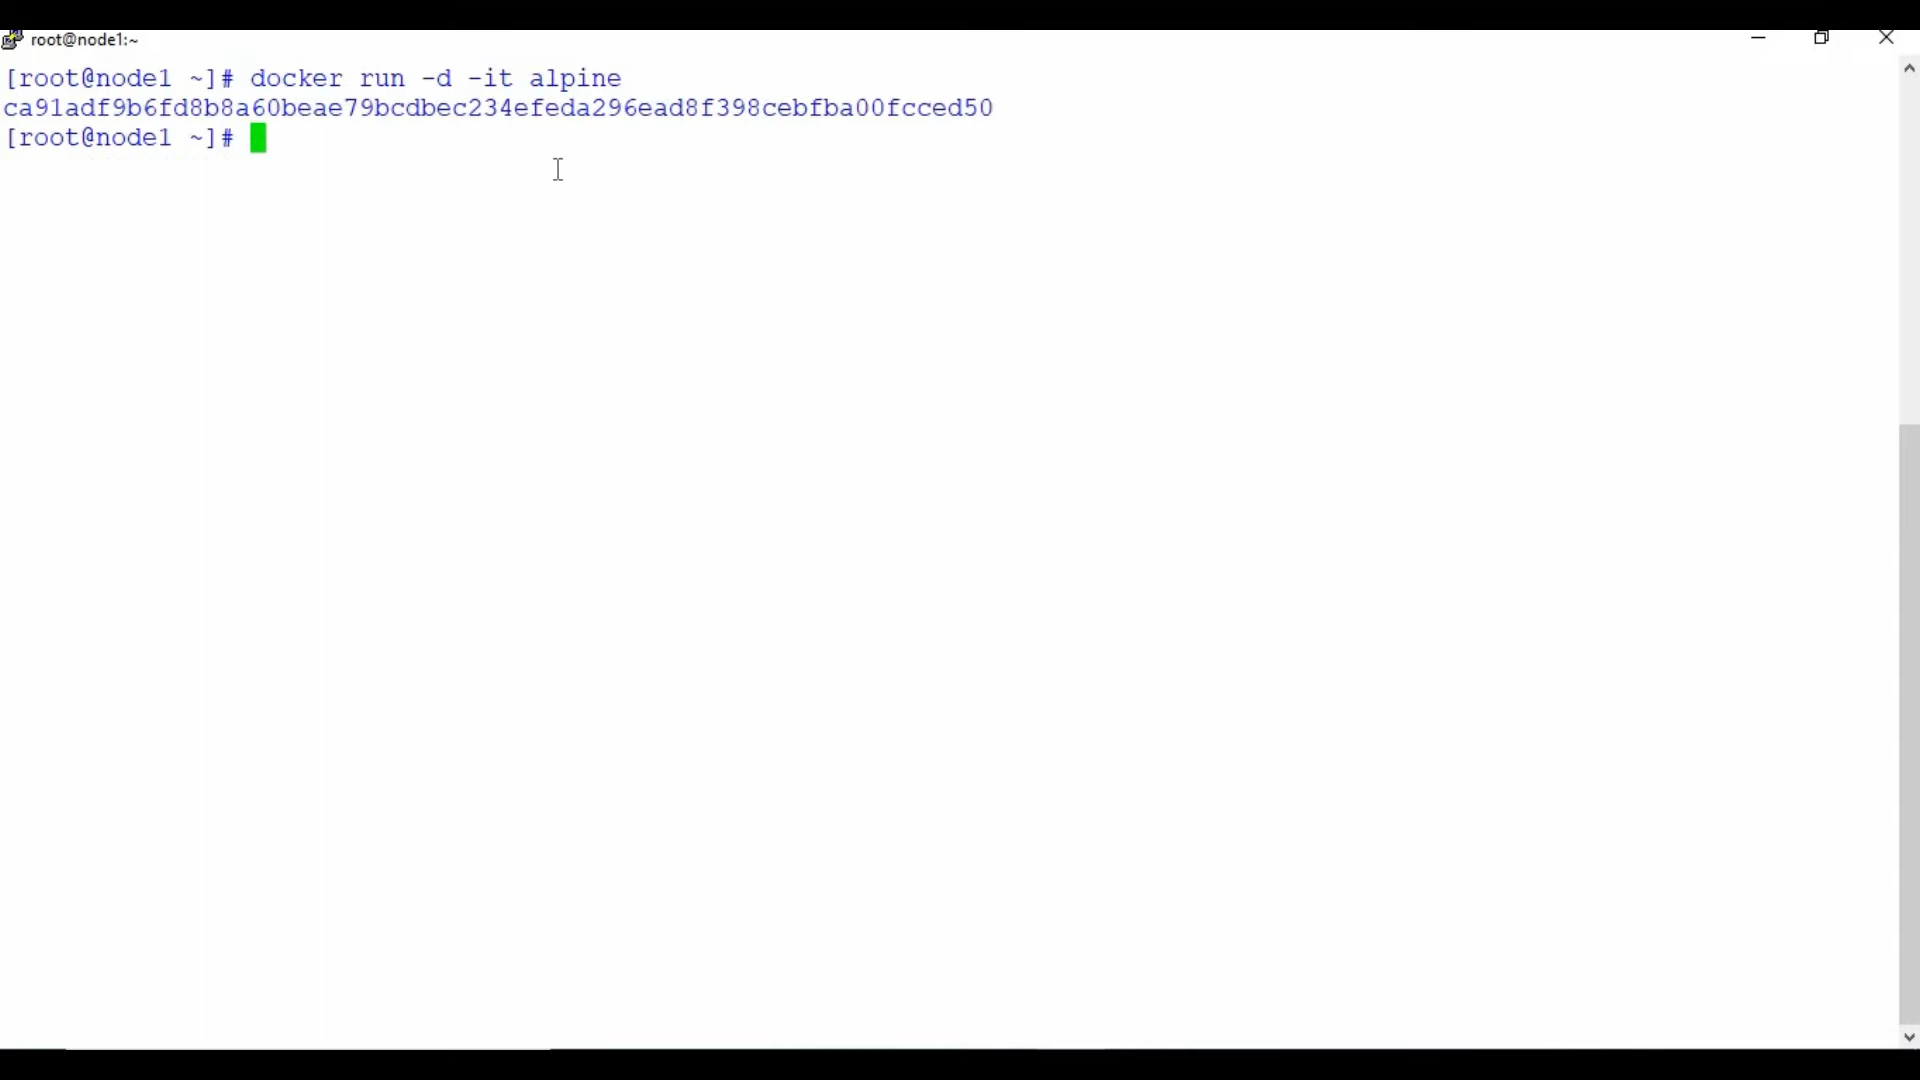 root@node1:~
[root@node1 ~]# docker run -d -it alpine
ca91adf9b6fd8b8a60beae79bcdbec234efeda296ead8f398cebfba00fcced50
[root@node1 ~]#